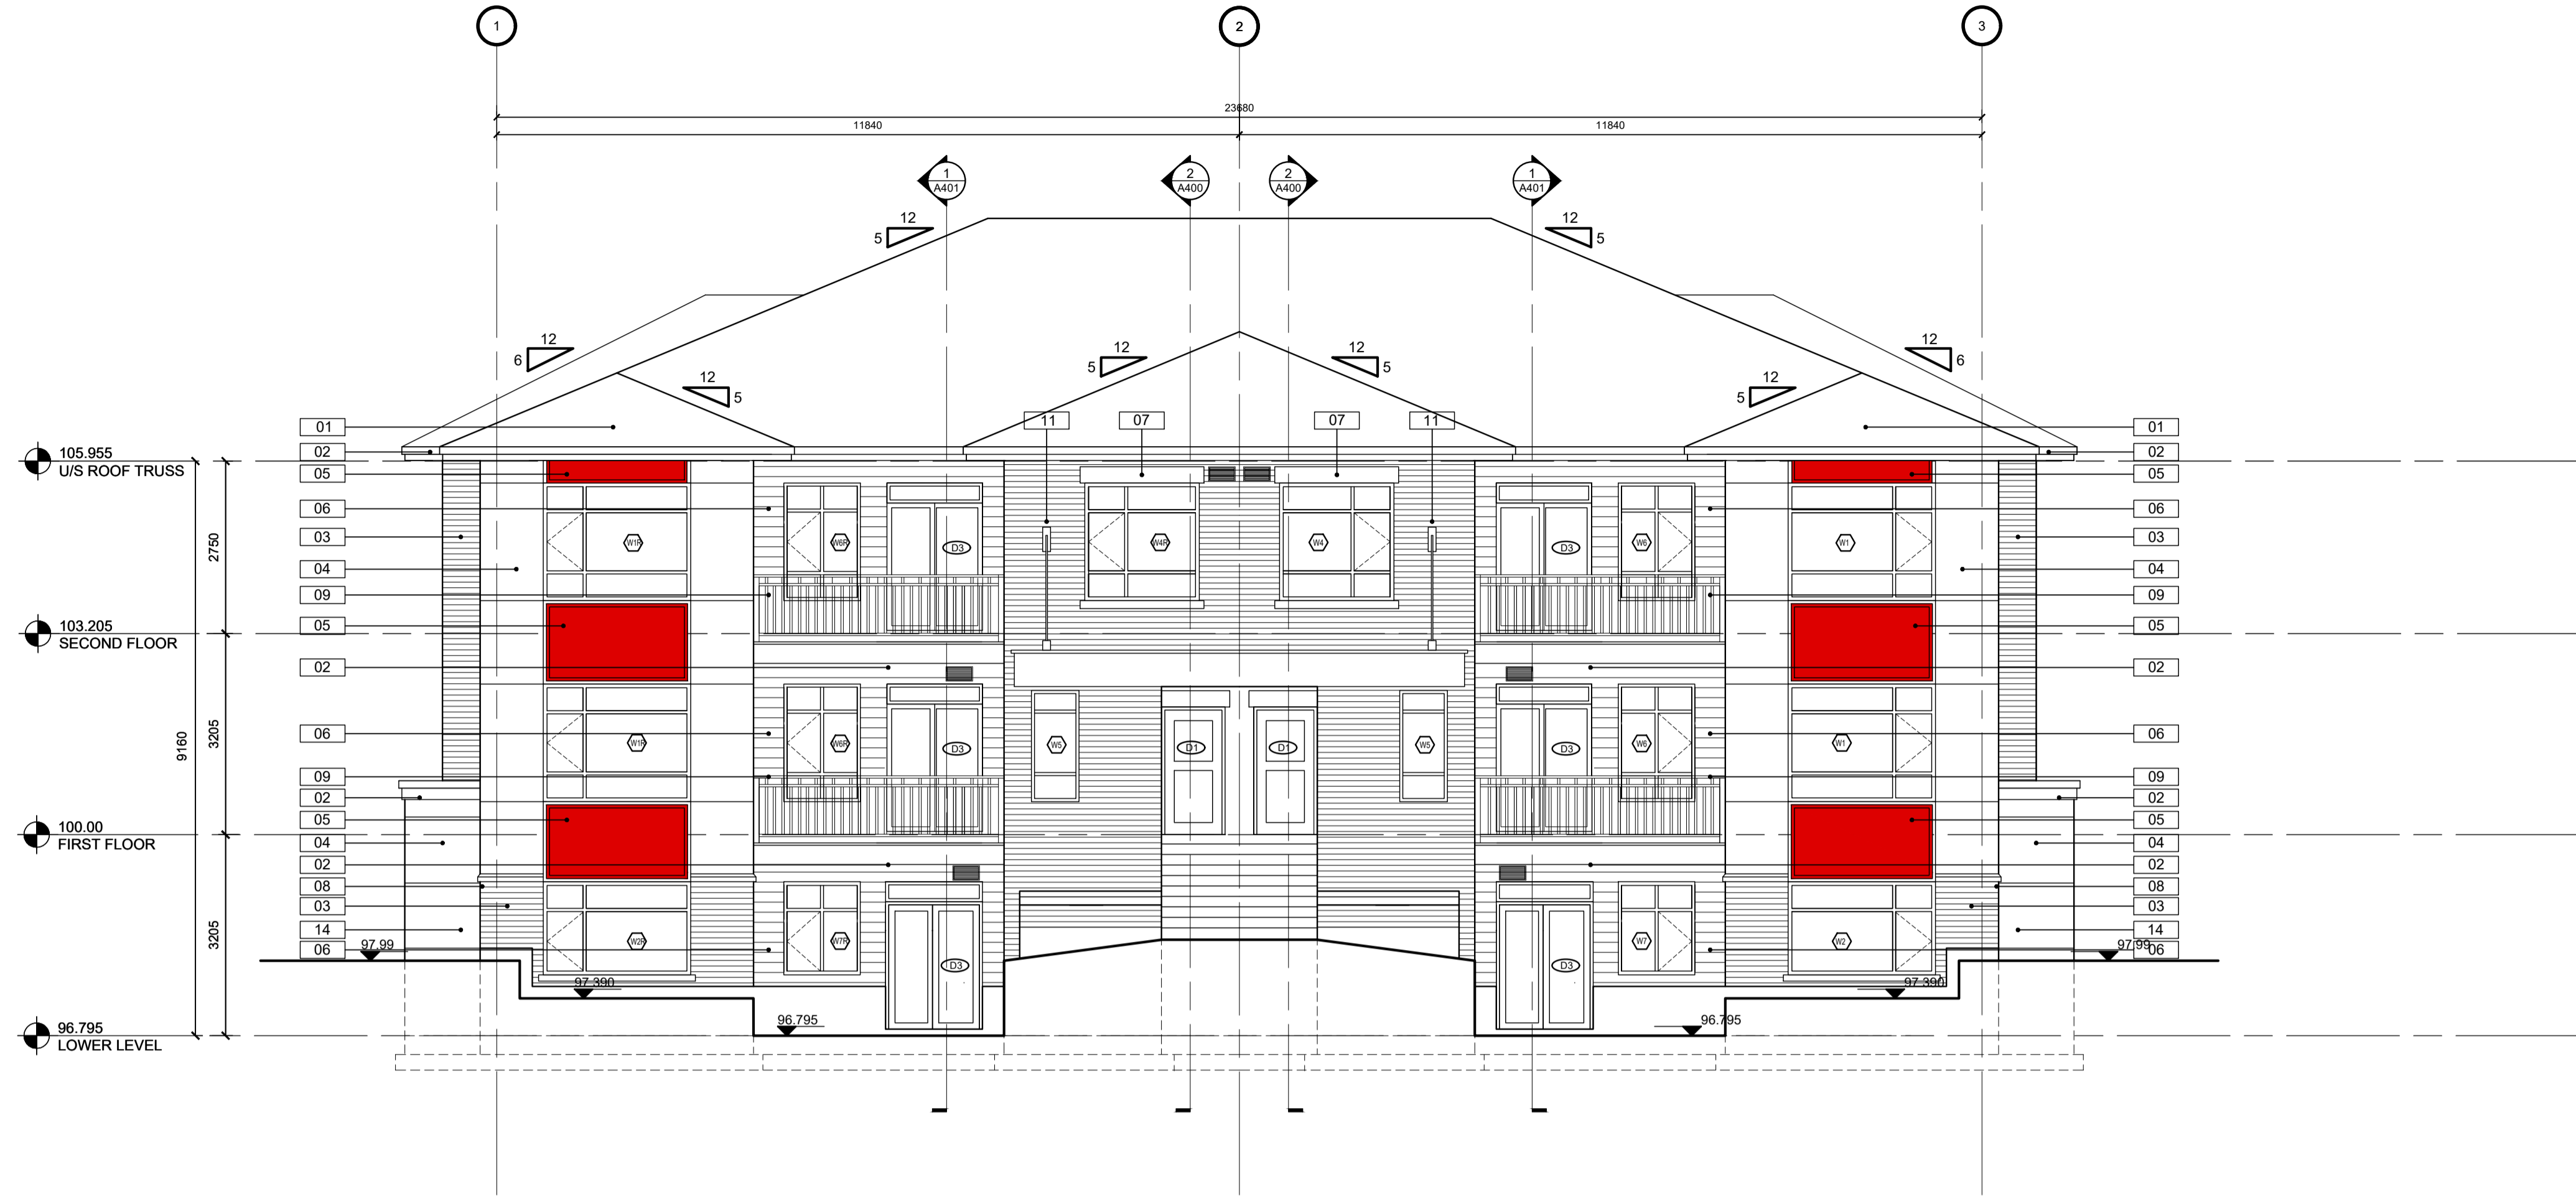 1
2
3
23680
11840
11840
1
A401
2
A400
2
A400
1
A401
12
5
12
5
12
6
12
5
12
5
12
5
12
5
12
6
11
07
07
11
01
01
105.955
U/S ROOF TRUSS
02
02
05
05
06
06
03
03
2750
W1R
W6R
D3
W4R
W4
D3
W6
W1
04
04
09
09
103.205
SECOND FLOOR
05
05
02
02
9160
3205
06
06
W1R
W6R
D3
W5
D1
D1
W5
D3
W6
W1
09
09
02
02
100.00
FIRST FLOOR
05
05
04
04
02
02
08
08
03
03
3205
14
14
W2R
W7R
D3
D3
W7
W2
97.99
06
97.99
06
97.390
97.390
96.795
96.795
96.795
LOWER LEVEL